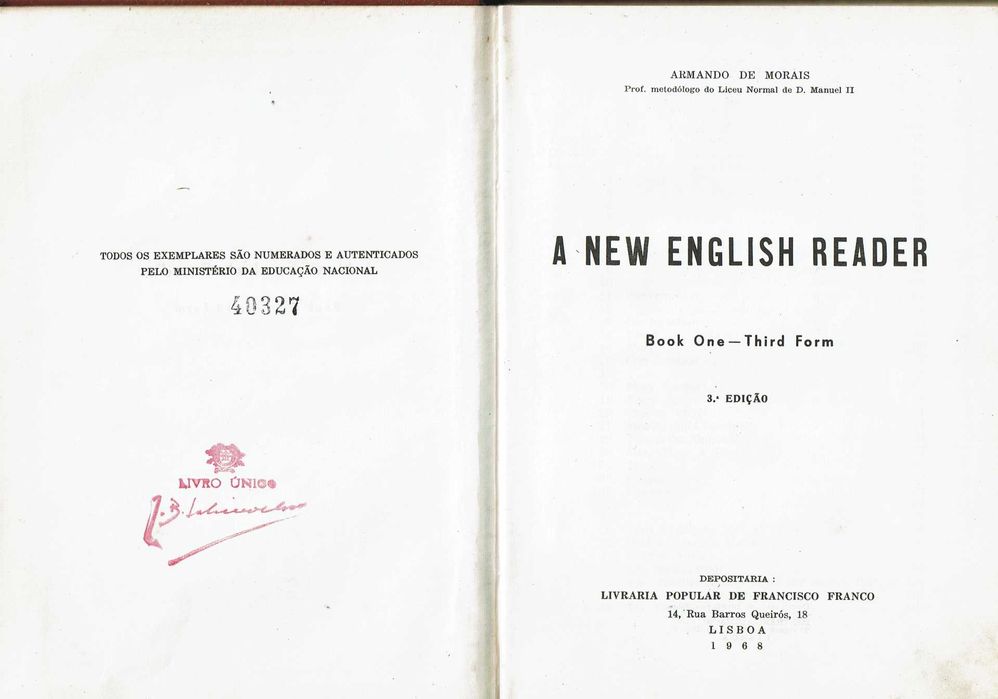 TODOS OS EXEMPLARES SÃO NUMERADOS E AUTENTICADOS
PELO MINISTÉRIO DA EDUCAÇÃO NACIONAL
40327
LIVRO ÚNICO
ARMANDO DE MORAIS
Prof. metodólogo do Liceu Normal de D. Manuel II
A NEW ENGLISH READER
Book One—Third Form
3.ª EDIÇÃO
DEPOSITARIA :
LIVRARIA POPULAR DE FRANCISCO FRANCO
14, Rua Barros Queirós, 18
LISBOA
1968